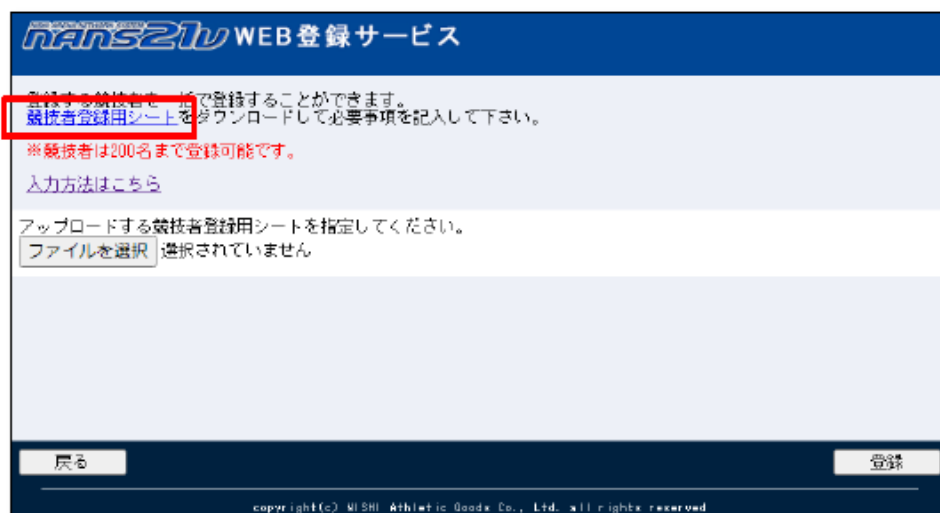 NANS21V WEB登録サービス
登録する競技者を一括で登録することができます。
競技者登録用シートをダウンロードして必要事項を記入して下さい。
※競技者は200名まで登録可能です。
入力方法はこちら
アップロードする競技者登録用シートを指定してください。
ファイルを選択 選択されていません
戻る 登録
copyright(c) NISHI Athletic Goods Co., Ltd. all rights reserved